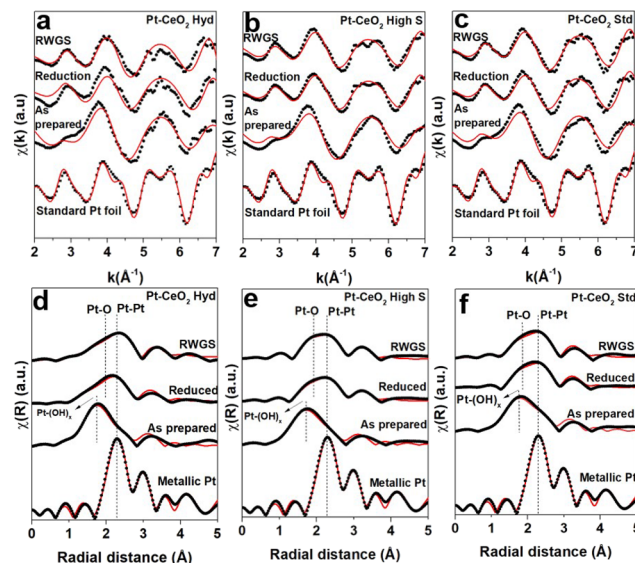 a
Pt-CeO₂ Hyd
RWGS
Reduction
As
prepared
Standard Pt foil
χ(k) (a.u)
2 3 4 5 6 7
k(Å⁻¹)
b
Pt-CeO₂ High S
RWGS
Reduction
As
prepared
Standard Pt foil
χ(k) (a.u)
2 3 4 5 6 7
k(Å⁻¹)
c
Pt-CeO₂ Std
RWGS
Reduction
As
prepared
Standard Pt foil
χ(k) (a.u)
2 3 4 5 6 7
k(Å⁻¹)
d
Pt-CeO₂ Hyd
Pt-O Pt-Pt
RWGS
Reduced
Pt-(OH)ₓ
As prepared
Metallic Pt
χ(R) (a.u.)
0 1 2 3 4 5
Radial distance (Å)
e
Pt-CeO₂ High S
Pt-O Pt-Pt
RWGS
Reduced
Pt-(OH)ₓ
As prepared
Metallic Pt
χ(R) (a.u.)
0 1 2 3 4 5
Radial distance (Å)
f
Pt-CeO₂ Std
Pt-O Pt-Pt
RWGS
Reduced
Pt-(OH)ₓ
As prepared
Metallic Pt
χ(R) (a.u.)
0 1 2 3 4 5
Radial distance (Å)